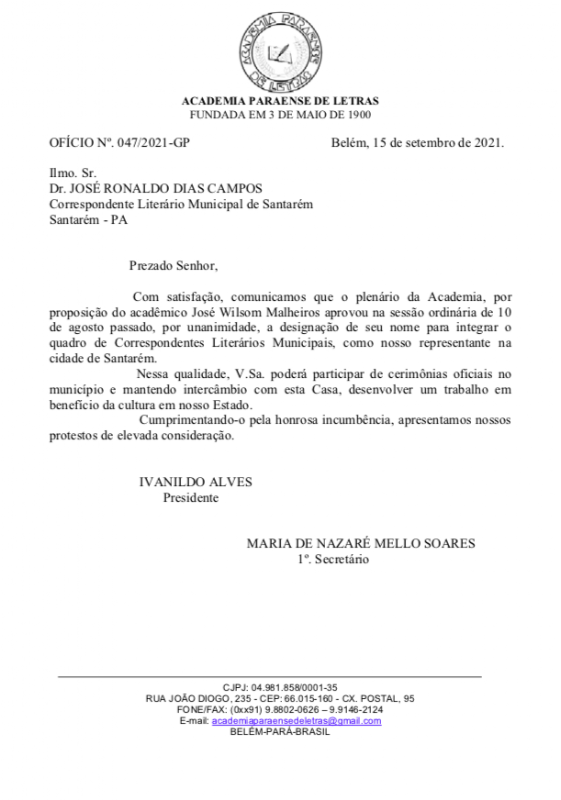 ACADEMIA PARAENSE DE LETRAS
ACADEMIA PARAENSE DE LETRAS
FUNDADA EM 3 DE MAIO DE 1900
OFÍCIO Nº. 047/2021-GP Belém, 15 de setembro de 2021.
Ilmo. Sr.
Dr. JOSÉ RONALDO DIAS CAMPOS
Correspondente Literário Municipal de Santarém
Santarém - PA
Prezado Senhor,
Com satisfação, comunicamos que o plenário da Academia, por
proposição do acadêmico José Wilsom Malheiros aprovou na sessão ordinária de 10
de agosto passado, por unanimidade, a designação de seu nome para integrar o
quadro de Correspondentes Literários Municipais, como nosso representante na
cidade de Santarém.
Nessa qualidade, V.Sa. poderá participar de cerimônias oficiais no
município e mantendo intercâmbio com esta Casa, desenvolver um trabalho em
benefício da cultura em nosso Estado.
Cumprimentando-o pela honrosa incumbência, apresentamos nossos
protestos de elevada consideração.
IVANILDO ALVES
Presidente
MARIA DE NAZARÉ MELLO SOARES
1º. Secretário
CJPJ: 04.981.858/0001-35
RUA JOÃO DIOGO, 235 - CEP: 66.015-160 - CX. POSTAL, 95
FONE/FAX: (0xx91) 9.8802-0626 – 9.9146-2124
E-mail: academiaparaensedeletras@gmail.com
BELÉM-PARÁ-BRASIL